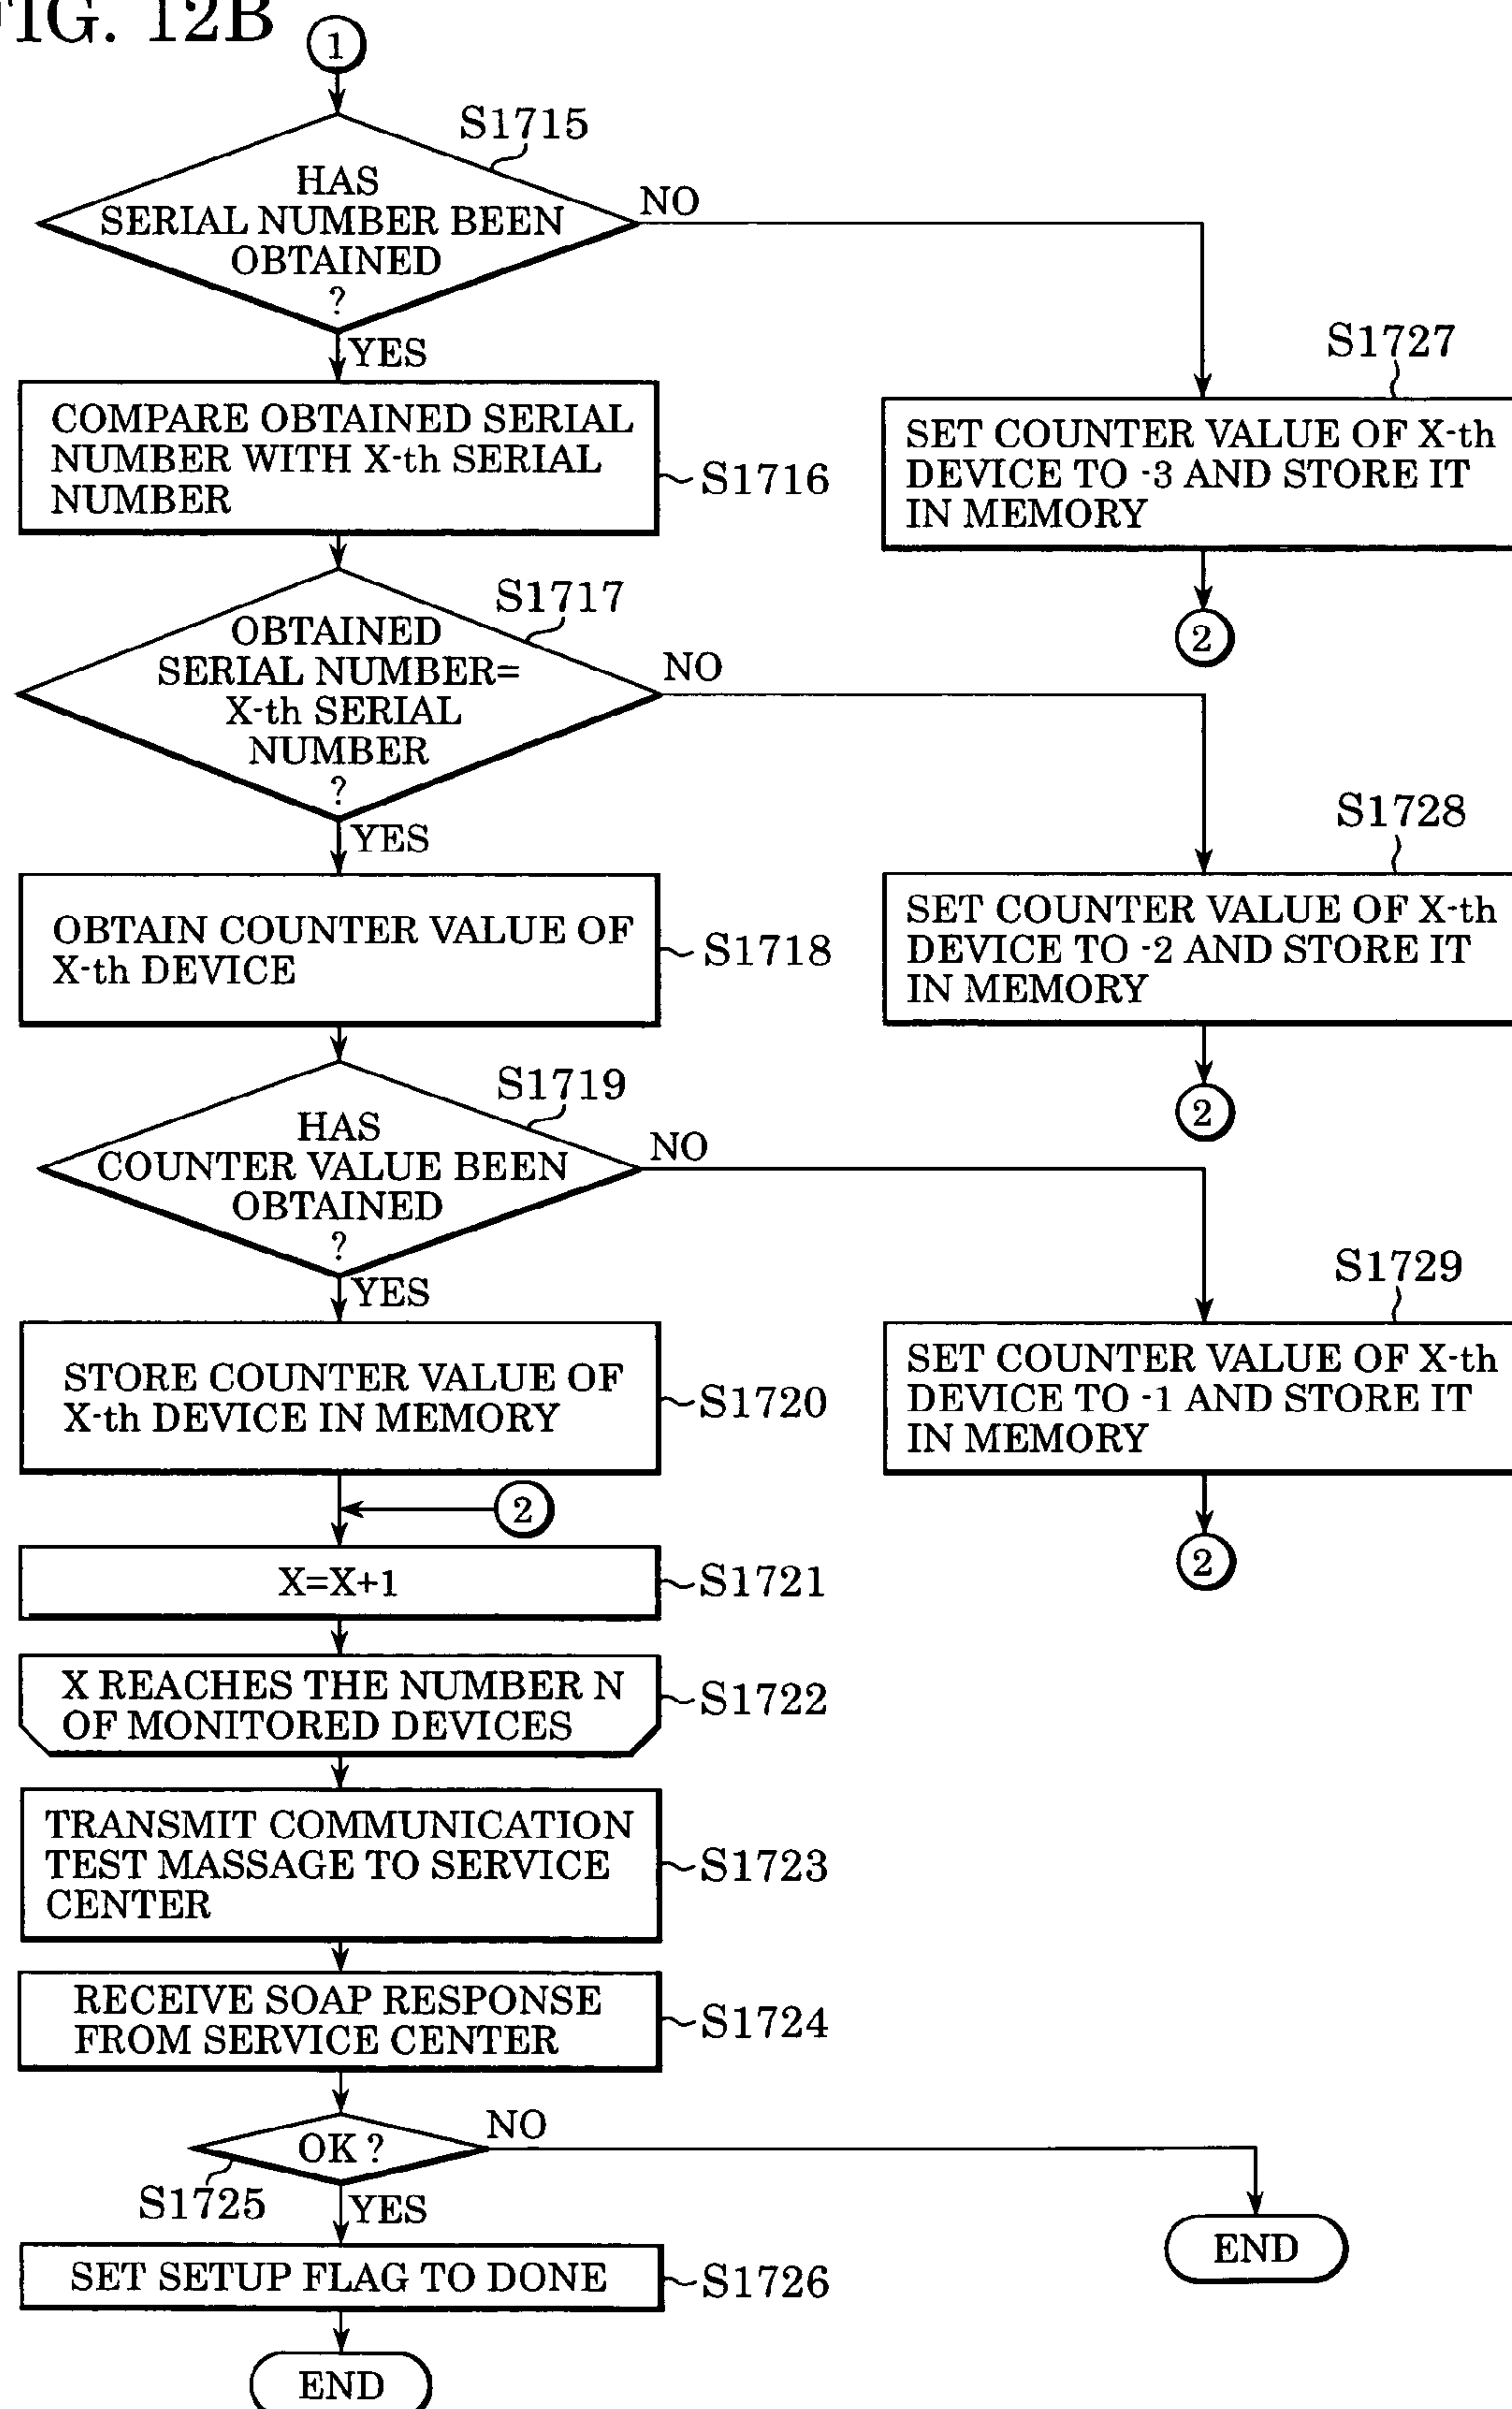 FIG. 12B
1
S1715
HAS
SERIAL NUMBER BEEN
OBTAINED
?
NO
YES
S1727
SET COUNTER VALUE OF X-th
DEVICE TO -3 AND STORE IT
IN MEMORY
2
COMPARE OBTAINED SERIAL
NUMBER WITH X-th SERIAL
NUMBER
S1716
S1717
OBTAINED
SERIAL NUMBER=
X-th SERIAL
NUMBER
?
NO
YES
S1728
SET COUNTER VALUE OF X-th
DEVICE TO -2 AND STORE IT
IN MEMORY
2
OBTAIN COUNTER VALUE OF
X-th DEVICE
S1718
S1719
HAS
COUNTER VALUE BEEN
OBTAINED
?
NO
YES
S1729
SET COUNTER VALUE OF X-th
DEVICE TO -1 AND STORE IT
IN MEMORY
2
STORE COUNTER VALUE OF
X-th DEVICE IN MEMORY
S1720
2
X=X+1
S1721
X REACHES THE NUMBER N
OF MONITORED DEVICES
S1722
TRANSMIT COMMUNICATION
TEST MASSAGE TO SERVICE
CENTER
S1723
RECEIVE SOAP RESPONSE
FROM SERVICE CENTER
S1724
OK ?
NO
S1725
YES
END
SET SETUP FLAG TO DONE
S1726
END